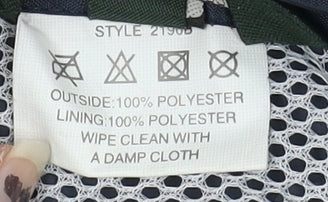 STYLE 2190B
OUTSIDE:100% POLYESTER
LINING:100% POLYESTER
WIPE CLEAN WITH
A DAMP CLOTH